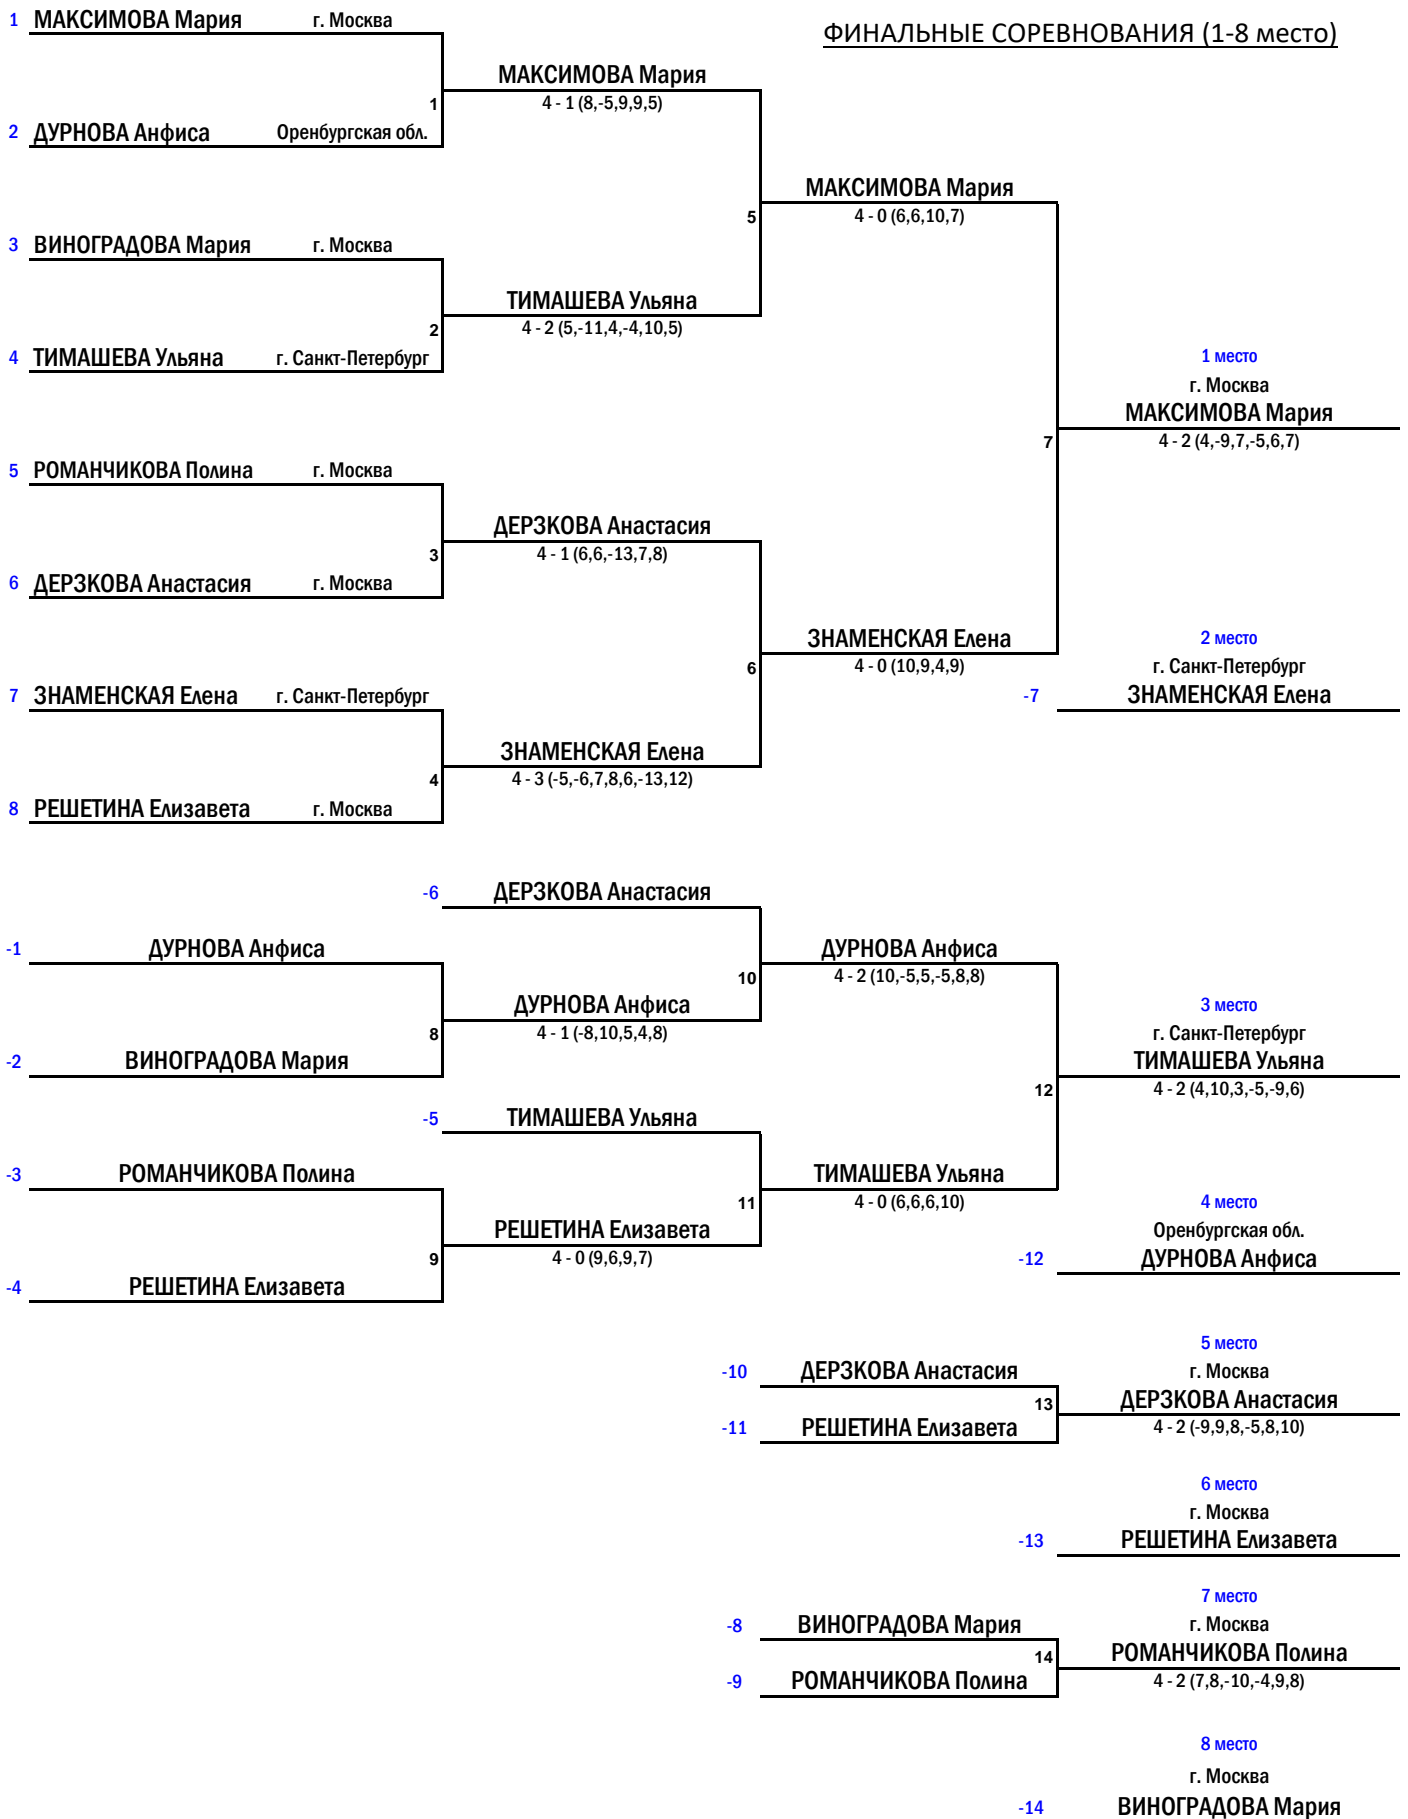 ФИНАЛЬНЫЕ СОРЕВНОВАНИЯ (1-8 место)
1 МАКСИМОВА Мария г. Москва
МАКСИМОВА Мария
1 4 - 1 (8,-5,9,9,5)
2 ДУРНОВА Анфиса Оренбургская обл.
МАКСИМОВА Мария
5 4 - 0 (6,6,10,7)
3 ВИНОГРАДОВА Мария г. Москва
ТИМАШЕВА Ульяна
2 4 - 2 (5,-11,4,-4,10,5)
4 ТИМАШЕВА Ульяна г. Санкт-Петербург
1 место
г. Москва
МАКСИМОВА Мария
7 4 - 2 (4,-9,7,-5,6,7)
5 РОМАНЧИКОВА Полина г. Москва
ДЕРЗКОВА Анастасия
3 4 - 1 (6,6,-13,7,8)
6 ДЕРЗКОВА Анастасия г. Москва
ЗНАМЕНСКАЯ Елена
6 4 - 0 (10,9,4,9)
2 место
г. Санкт-Петербург
7 ЗНАМЕНСКАЯ Елена г. Санкт-Петербург
-7 ЗНАМЕНСКАЯ Елена
ЗНАМЕНСКАЯ Елена
4 4 - 3 (-5,-6,7,8,6,-13,12)
8 РЕШЕТИНА Елизавета г. Москва
-6 ДЕРЗКОВА Анастасия
-1 ДУРНОВА Анфиса
ДУРНОВА Анфиса
10 4 - 2 (10,-5,5,-5,8,8)
ДУРНОВА Анфиса
8 4 - 1 (-8,10,5,4,8)
-2 ВИНОГРАДОВА Мария
3 место
г. Санкт-Петербург
ТИМАШЕВА Ульяна
12 4 - 2 (4,10,3,-5,-9,6)
-5 ТИМАШЕВА Ульяна
-3 РОМАНЧИКОВА Полина
ТИМАШЕВА Ульяна
11 4 - 0 (6,6,6,10)
РЕШЕТИНА Елизавета
9 4 - 0 (9,6,9,7)
-4 РЕШЕТИНА Елизавета
4 место
Оренбургская обл.
-12 ДУРНОВА Анфиса
5 место
г. Москва
-10 ДЕРЗКОВА Анастасия
ДЕРЗКОВА Анастасия
13 4 - 2 (-9,9,8,-5,8,10)
-11 РЕШЕТИНА Елизавета
6 место
г. Москва
-13 РЕШЕТИНА Елизавета
7 место
г. Москва
-8 ВИНОГРАДОВА Мария
РОМАНЧИКОВА Полина
14 4 - 2 (7,8,-10,-4,9,8)
-9 РОМАНЧИКОВА Полина
8 место
г. Москва
-14 ВИНОГРАДОВА Мария